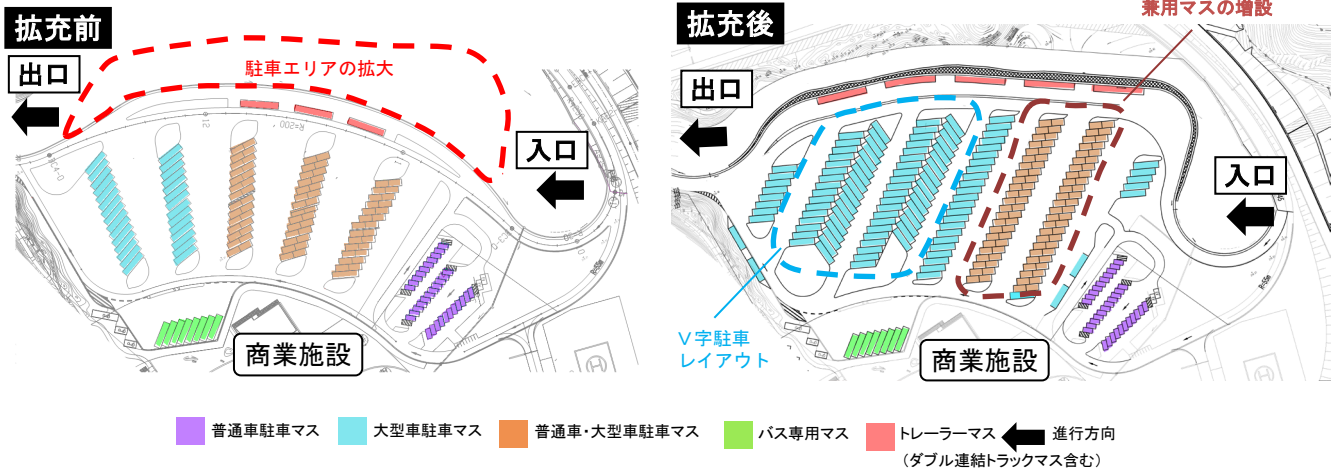 拡充前
出口
駐車エリアの拡大
入口
R=200
12
商業施設
拡充後
兼用マスの増設
出口
入口
V字駐車
レイアウト
商業施設
普通車駐車マス
大型車駐車マス
普通車・大型車駐車マス
バス専用マス
トレーラーマス
(ダブル連結トラックマス含む)
進行方向